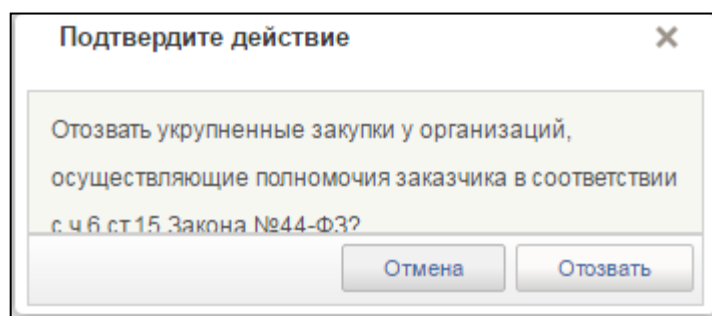 Подтвердите действие
Отозвать укрупненные закупки у организаций,
осуществляющие полномочия заказчика в соответствии
с ч.6 ст.15 Закона №44-ФЗ?
Отмена Отозвать